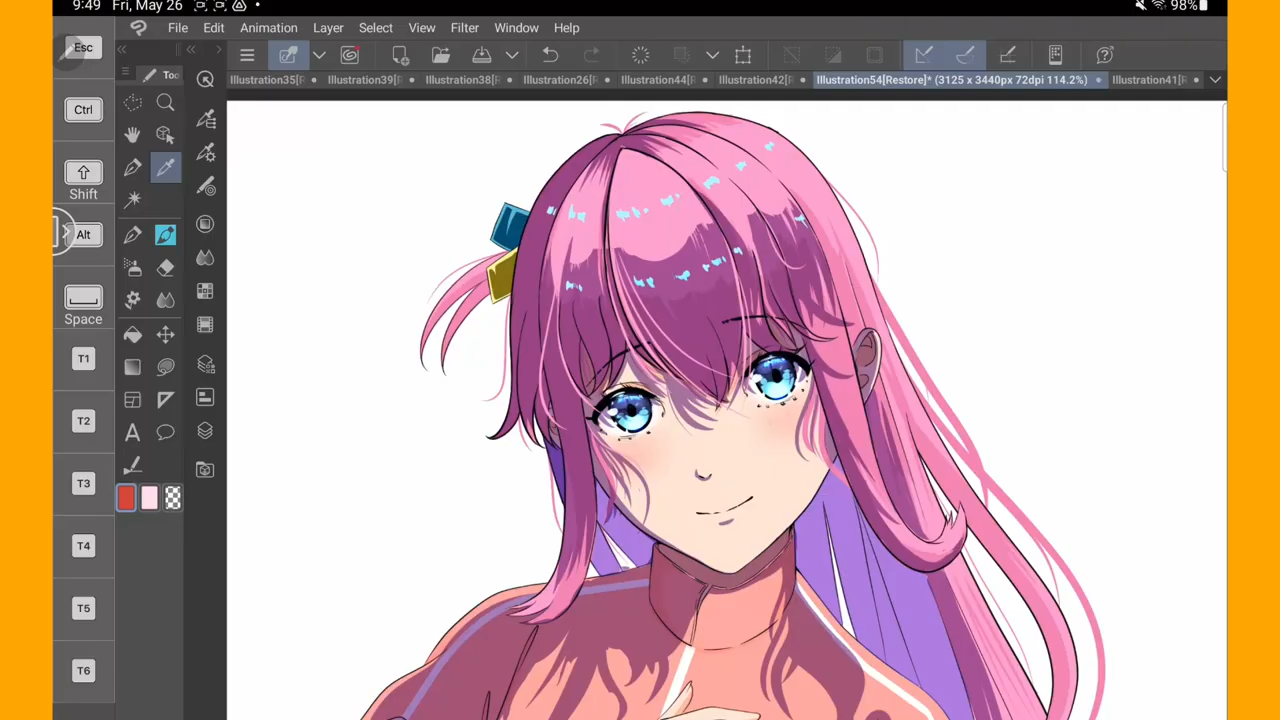 9:49 Fri, May 26
98%
File Edit Animation Layer Select View Filter Window Help
Esc
Ctrl
Shift
Alt
Space
T1
T2
T3
T4
T5
T6
Too
Illustration35[R
Illustration39[R
Illustration38[R
Illustration26[R
Illustration44[R
Illustration42[R
Illustration54[Restore]* (3125 x 3440px 72dpi 114.2%)
Illustration41[R